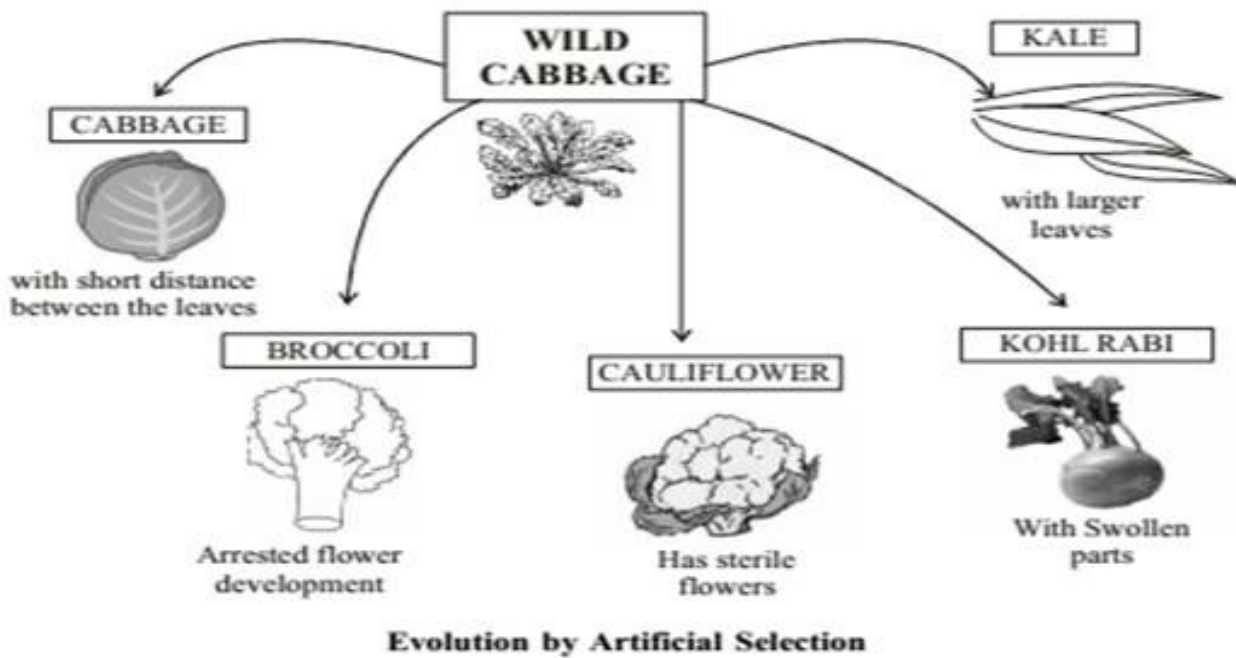 WILD
CABBAGE
KALE
CABBAGE
with larger
leaves
with short distance
between the leaves
BROCCOLI
CAULIFLOWER
KOHL RABI
Arrested flower
development
Has sterile
flowers
With Swollen
parts
Evolution by Artificial Selection